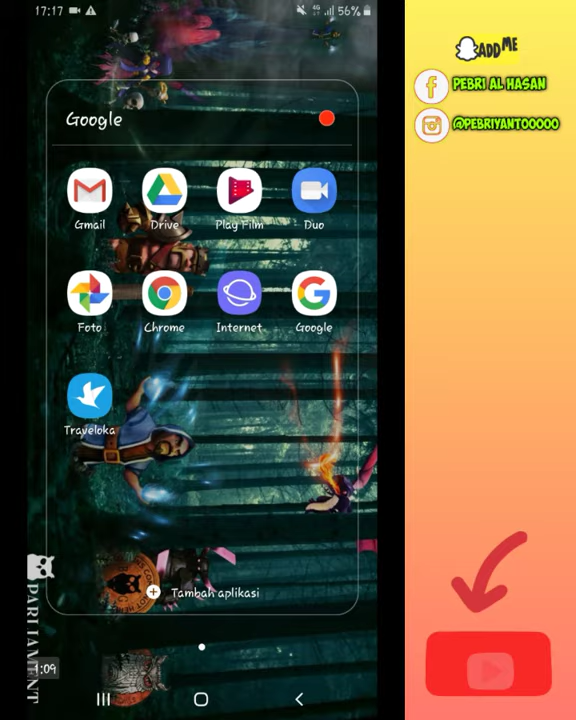 17:17
4G
56%
ADD ME
PEBRI AL HASAN
@PEBRIYANTOOOOO
Google
Gmail
Drive
Play Film
Duo
Foto
Chrome
Internet
Google
Traveloka
Tambah aplikasi
PARLIAMENT
1:09